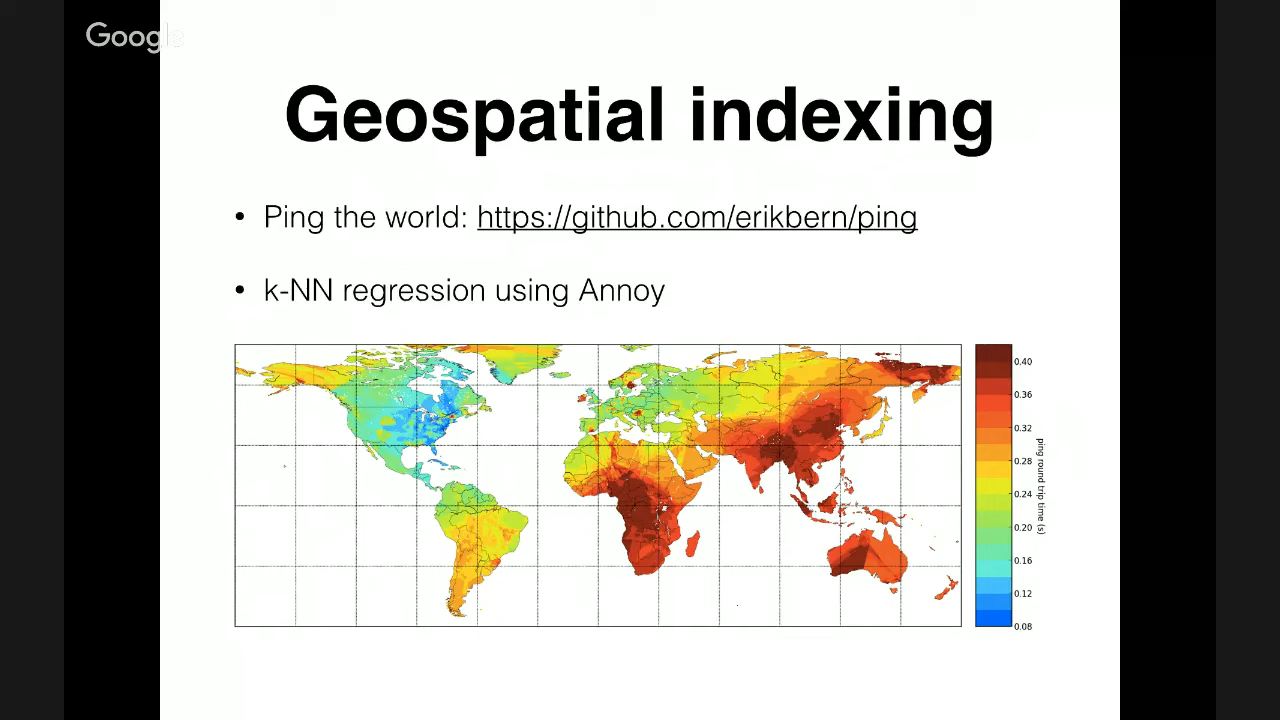 Google
Geospatial indexing
• Ping the world: https://github.com/erikbern/ping
• k-NN regression using Annoy
0.40
0.36
0.32
0.28
0.24
0.20
0.16
0.12
0.08
ping round trip time (s)